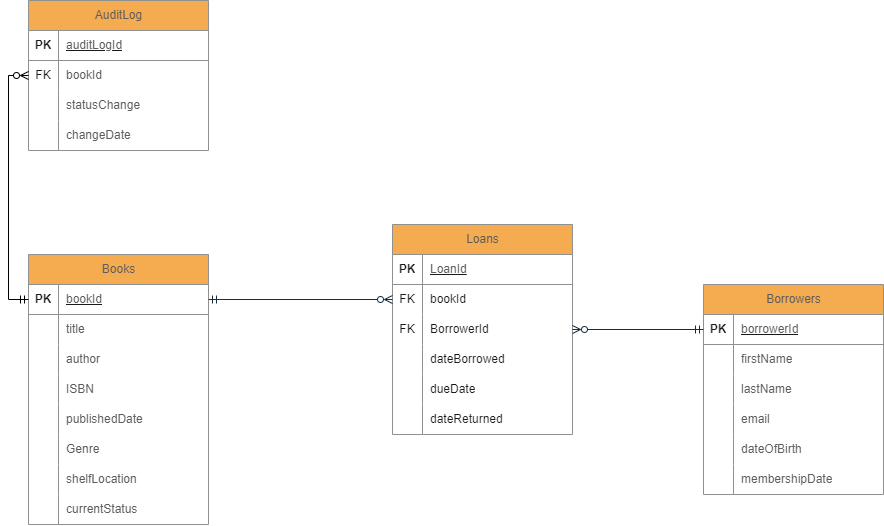 AuditLog
PK auditLogId
FK bookId
statusChange
changeDate
Books
PK bookId
title
author
ISBN
publishedDate
Genre
shelfLocation
currentStatus
Loans
PK LoanId
FK bookId
FK BorrowerId
dateBorrowed
dueDate
dateReturned
Borrowers
PK borrowerId
firstName
lastName
email
dateOfBirth
membershipDate